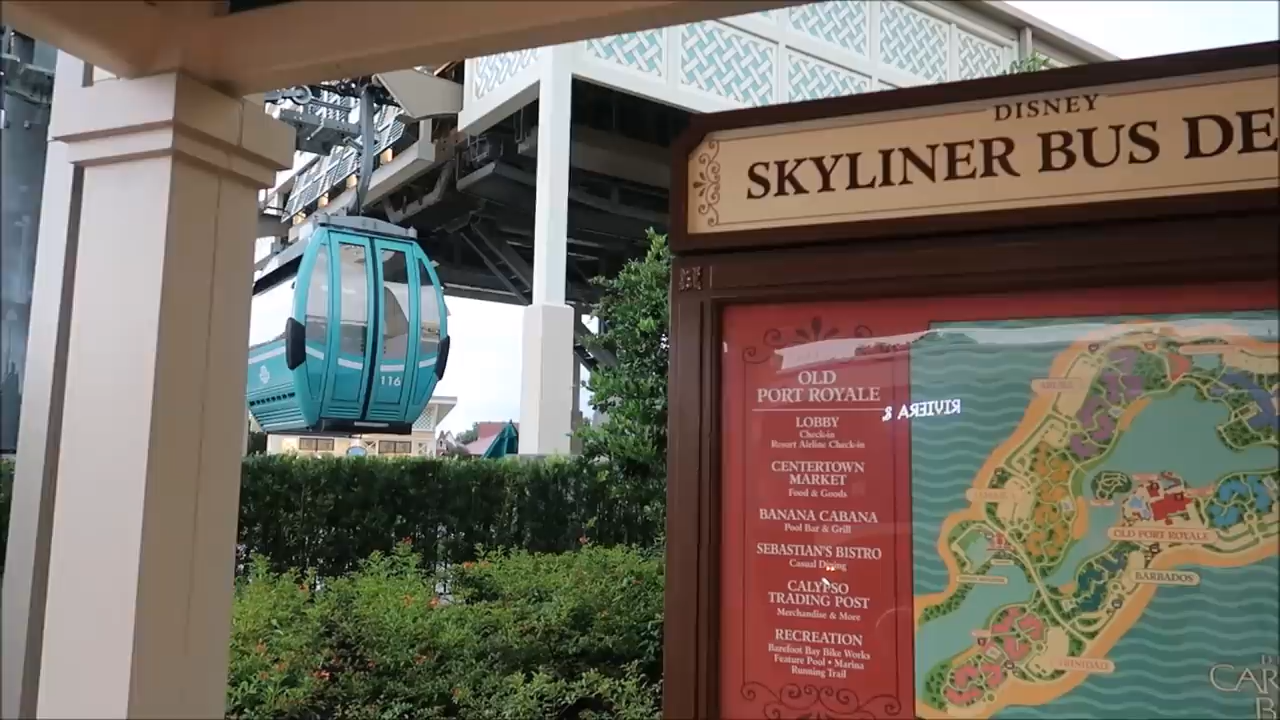 DISNEY
SKYLINER BUS DE
116
OLD
PORT ROYALE
LOBBY
Check-in
Resort Airline Check-in
CENTERTOWN
MARKET
Food & Goods
BANANA CABANA
Pool Bar & Grill
SEBASTIAN'S BISTRO
Casual Dining
CALYPSO
TRADING POST
Merchandise & More
RECREATION
Barefoot Bay Bike Works
Feature Pool • Marina
Running Trail
RIVIERA &
OLD PORT ROYALE
BARBADOS
TRINIDAD
CAR
B